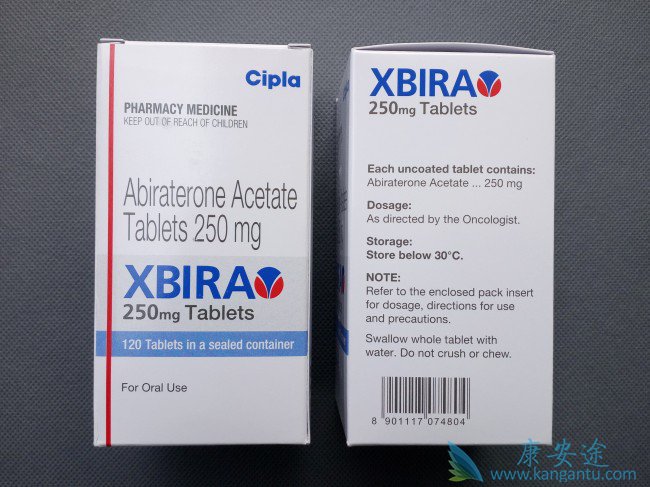 Cipla
PHARMACY MEDICINE
KEEP OUT OF REACH OF CHILDREN
Abiraterone Acetate
Tablets 250 mg
XBIRA
250mg Tablets
120 Tablets in a sealed container
For Oral Use
XBIRA
250mg Tablets
Each uncoated tablet contains:
Abiraterone Acetate ... 250 mg
Dosage:
As directed by the Oncologist.
Storage:
Store below 30°C.
NOTE:
Refer to the enclosed pack insert
for dosage, directions for use
and precautions.
Swallow whole tablet with
water. Do not crush or chew.
8 901117 074804
康安途
www.kangantu.com